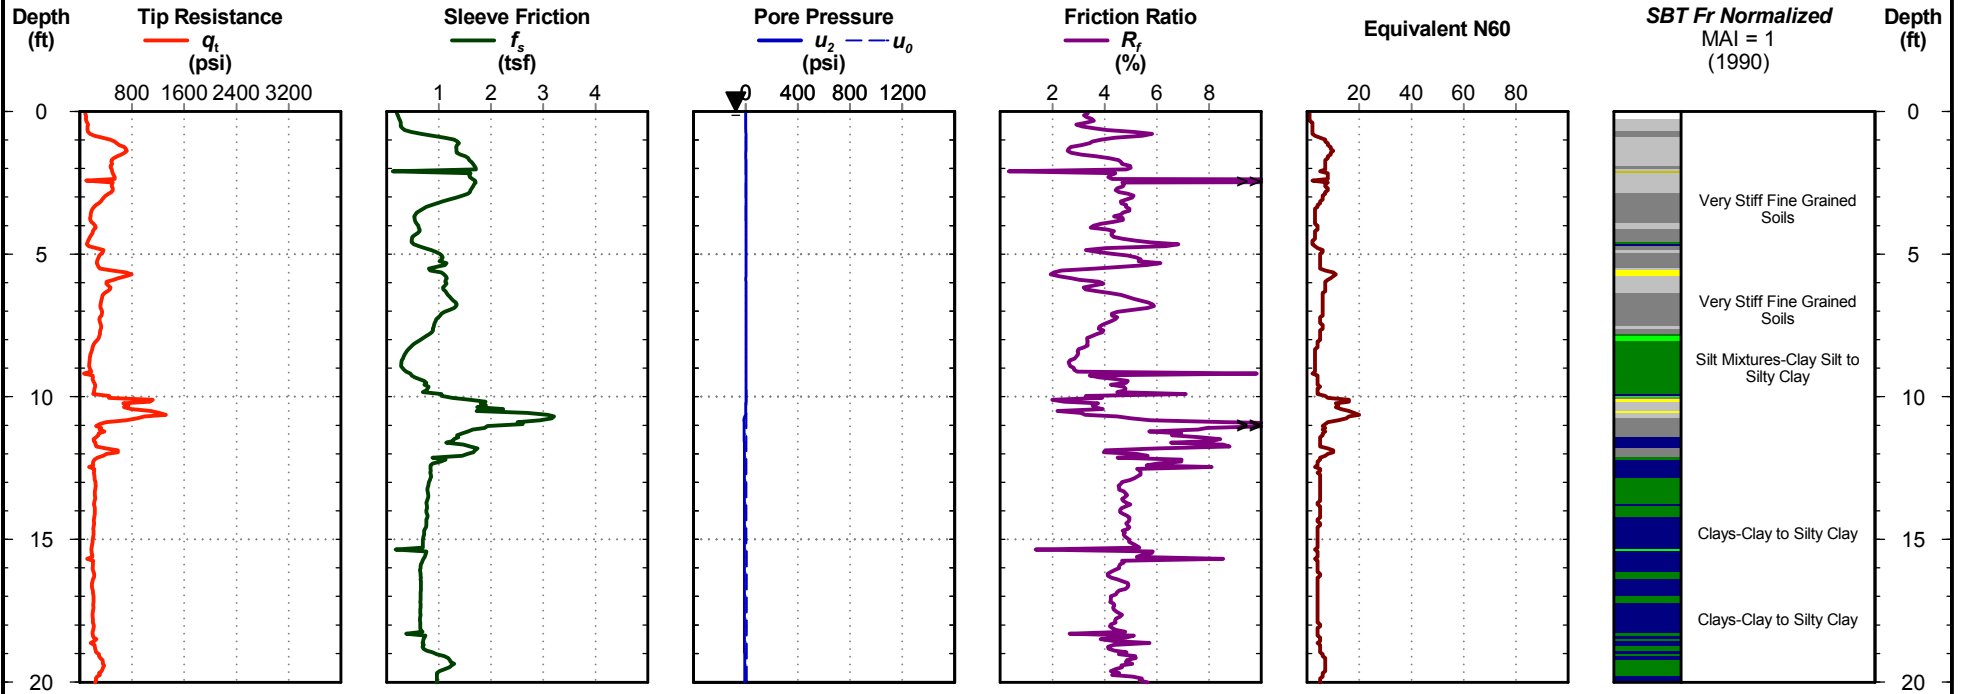 Depth
(ft)
Tip Resistance
qt
(psi)
Sleeve Friction
fs
(tsf)
Pore Pressure
u2 u0
(psi)
Friction Ratio
Rf
(%)
Equivalent N60
SBT Fr Normalized
MAI = 1
(1990)
Depth
(ft)
800 1600 2400 3200
1 2 3 4
0 400 800 1200
2 4 6 8
20 40 60 80
0
5
10
15
20
Very Stiff Fine Grained
Soils
Very Stiff Fine Grained
Soils
Silt Mixtures-Clay Silt to
Silty Clay
Clays-Clay to Silty Clay
Clays-Clay to Silty Clay
0
5
10
15
20